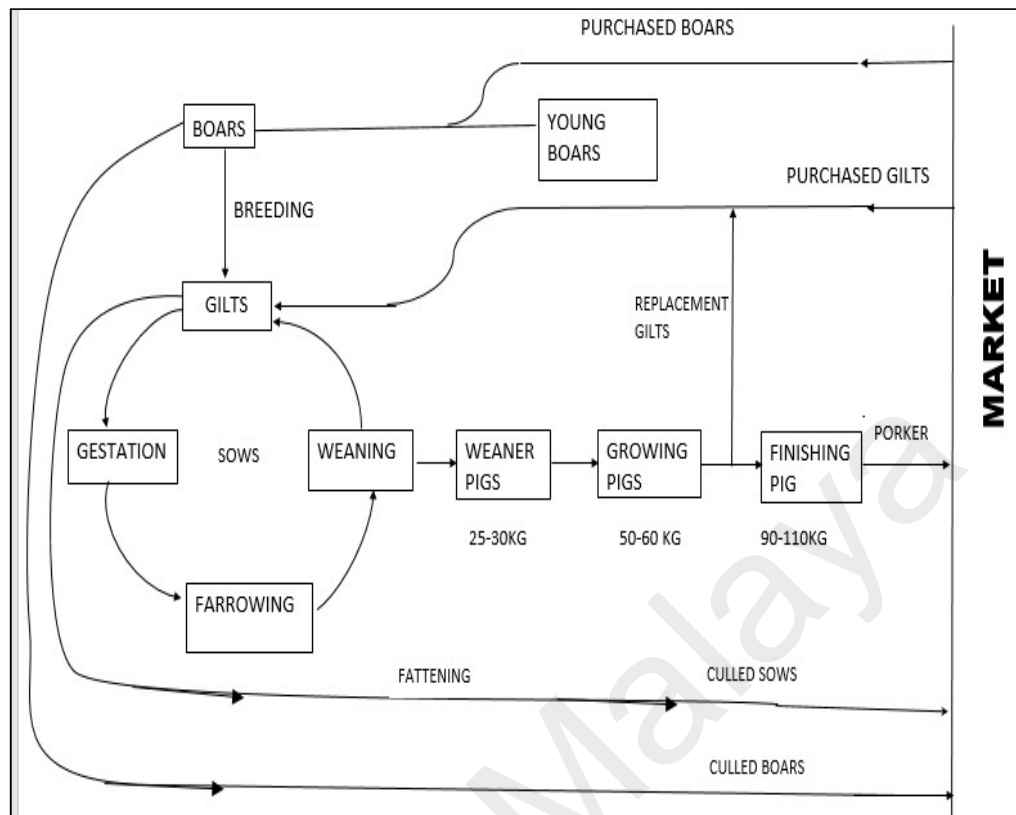 PURCHASED BOARS
BOARS
YOUNG
BOARS
PURCHASED GILTS
BREEDING
GILTS
REPLACEMENT
GILTS
MARKET
GESTATION
SOWS
WEANING
WEANER
PIGS
GROWING
PIGS
FINISHING
PIG
PORKER
25-30KG
50-60 KG
90-110KG
FARROWING
FATTENING
CULLED SOWS
CULLED BOARS
Malaya